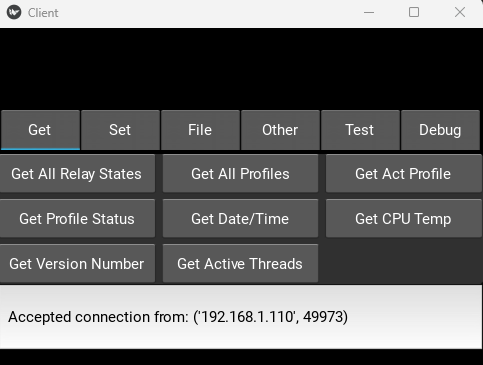 Client
Get Set File Other Test Debug
Get All Relay States Get All Profiles Get Act Profile
Get Profile Status Get Date/Time Get CPU Temp
Get Version Number Get Active Threads
Accepted connection from: ('192.168.1.110', 49973)